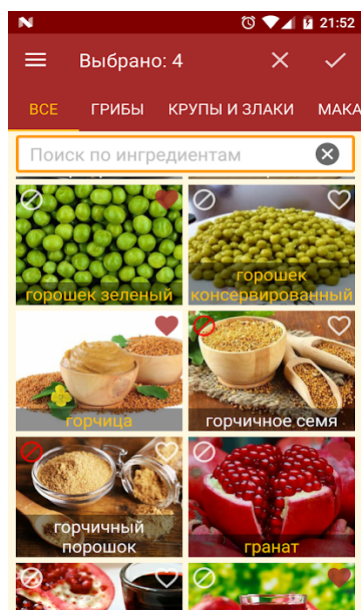 21:52
Выбрано: 4
ВСЕ ГРИБЫ КРУПЫ И ЗЛАКИ МАКА
Поиск по ингредиентам
горошек зеленый
горошек
консервированный
горчица
горчичное семя
горчичный
порошок
гранат